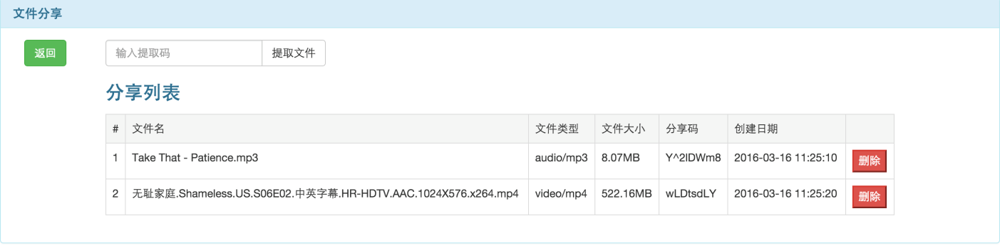 文件分享
返回 输入提取码 提取文件
分享列表
# 文件名 文件类型 文件大小 分享码 创建日期
1 Take That - Patience.mp3 audio/mp3 8.07MB Y^2lDWm8 2016-03-16 11:25:10 删除
2 无耻家庭.Shameless.US.S06E02.中英字幕.HR-HDTV.AAC.1024X576.x264.mp4 video/mp4 522.16MB wLDtsdLY 2016-03-16 11:25:20 删除